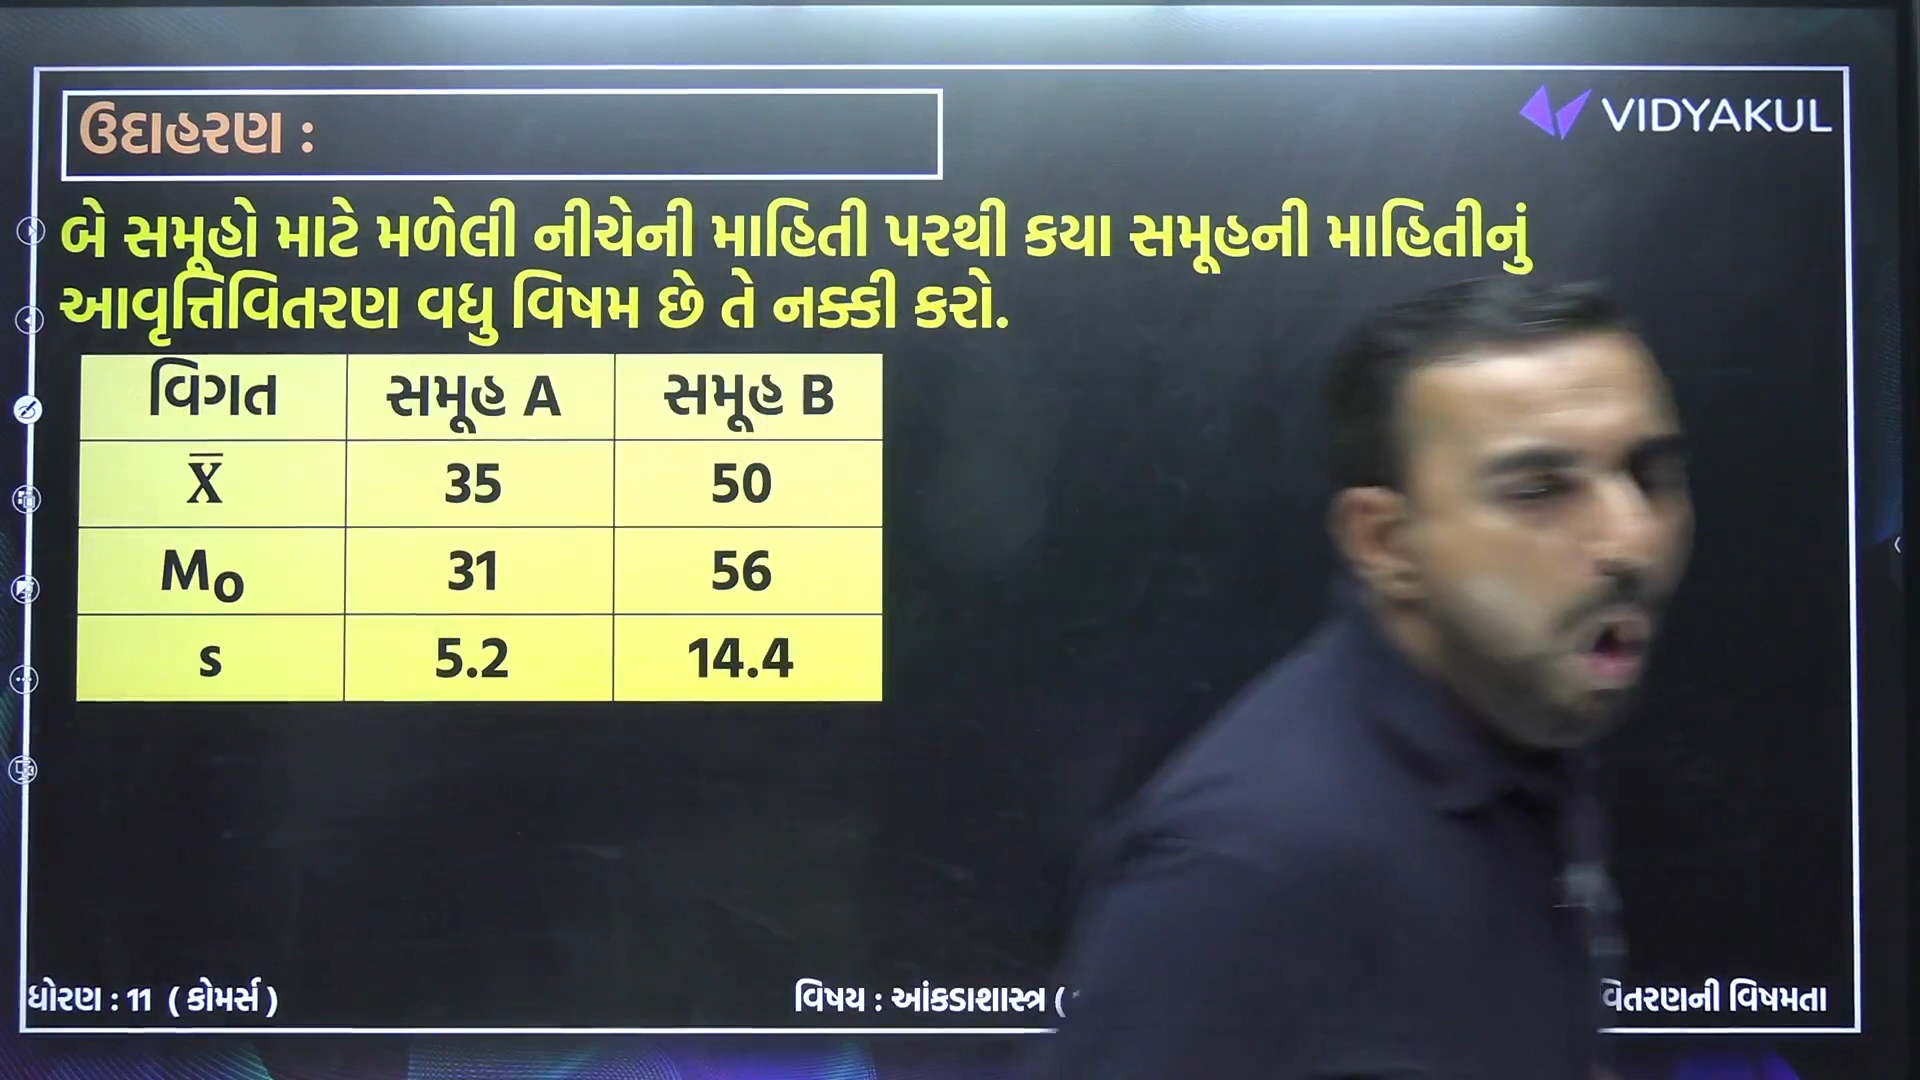 ઉદાહરણ :
VIDYAKUL
બે સમૂહો માટે મળેલી નીચેની માહિતી પરથી કયા સમૂહની માહિતીનું
આવૃત્તિવિતરણ વધુ વિષમ છે તે નક્કી કરો.
વિગત સમૂહ A સમૂહ B
X̅ 35 50
Mo 31 56
s 5.2 14.4
ધોરણ : 11 ( કોમર્સ ) વિષય : આંકડાશાસ્ત્ર ( વિતરણની વિષમતા